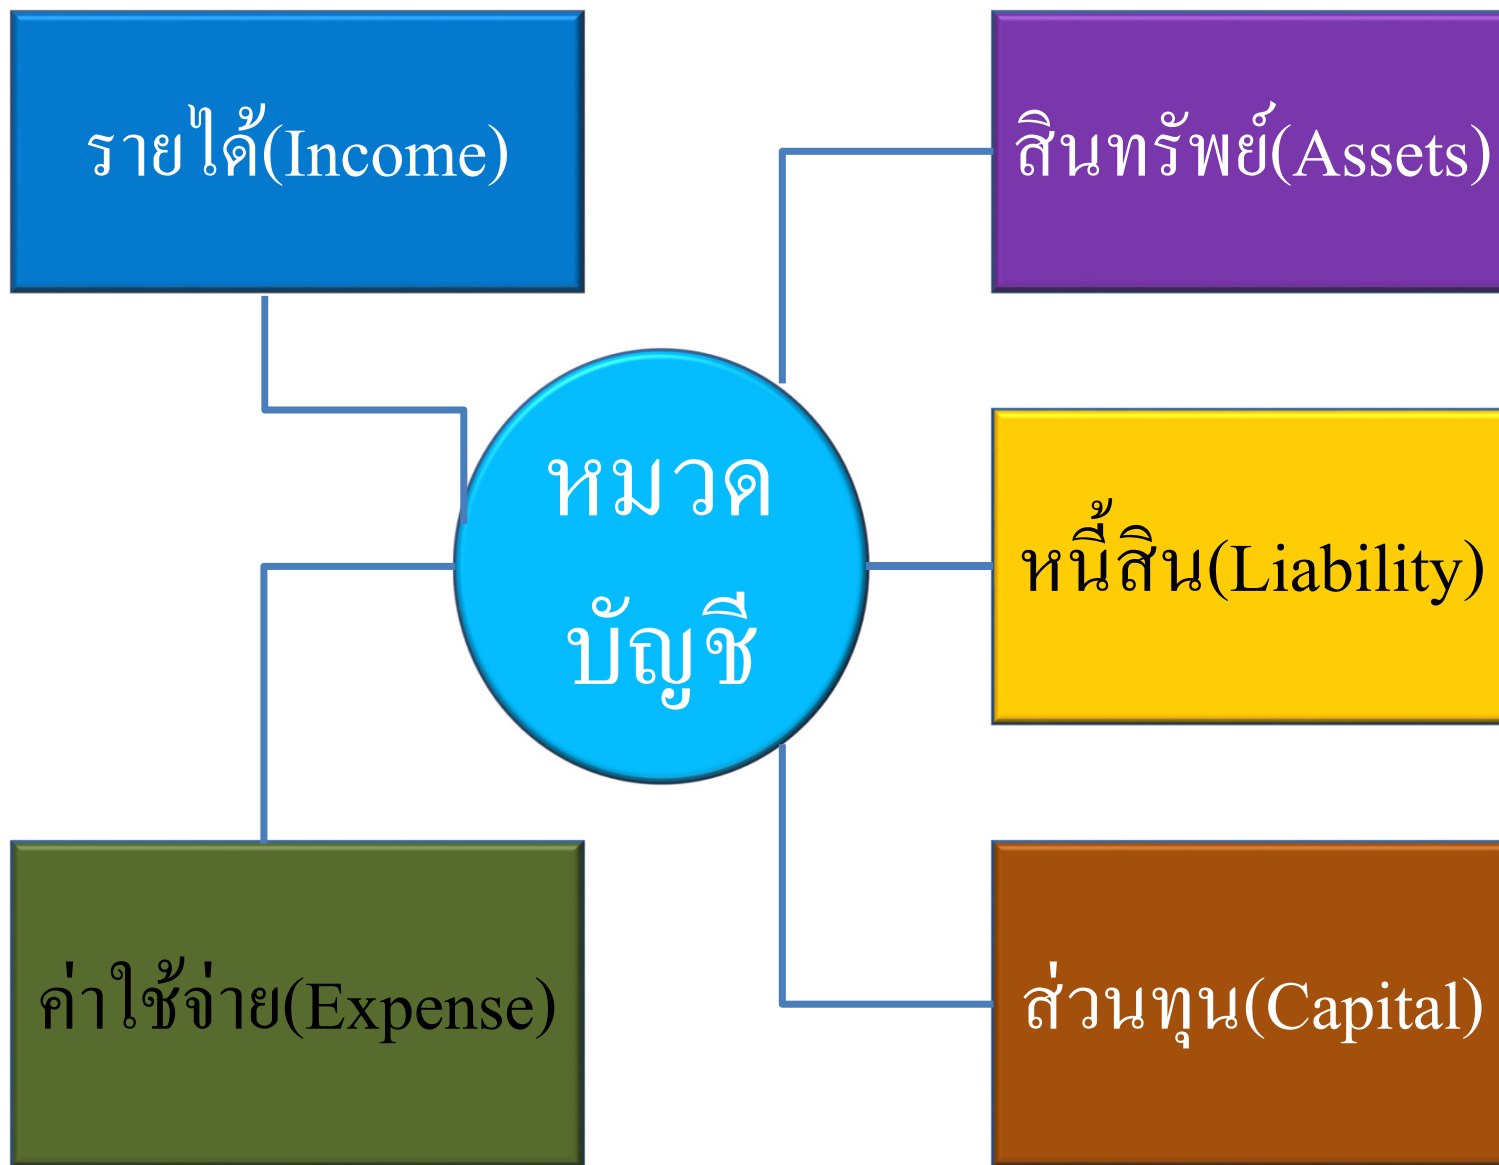 รายได้(Income)
สินทรัพย์(Assets)
หมวด
บัญชี
หนี้สิน(Liability)
ค่าใช้จ่าย(Expense)
ส่วนทุน(Capital)